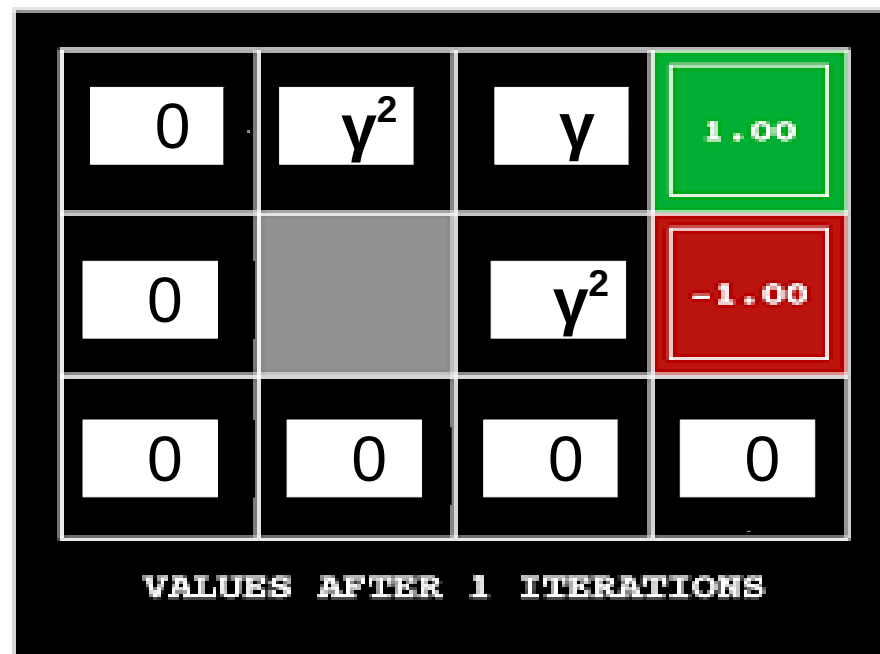 0 γ² γ 1.00
0 γ² -1.00
0 0 0 0
VALUES AFTER 1 ITERATIONS